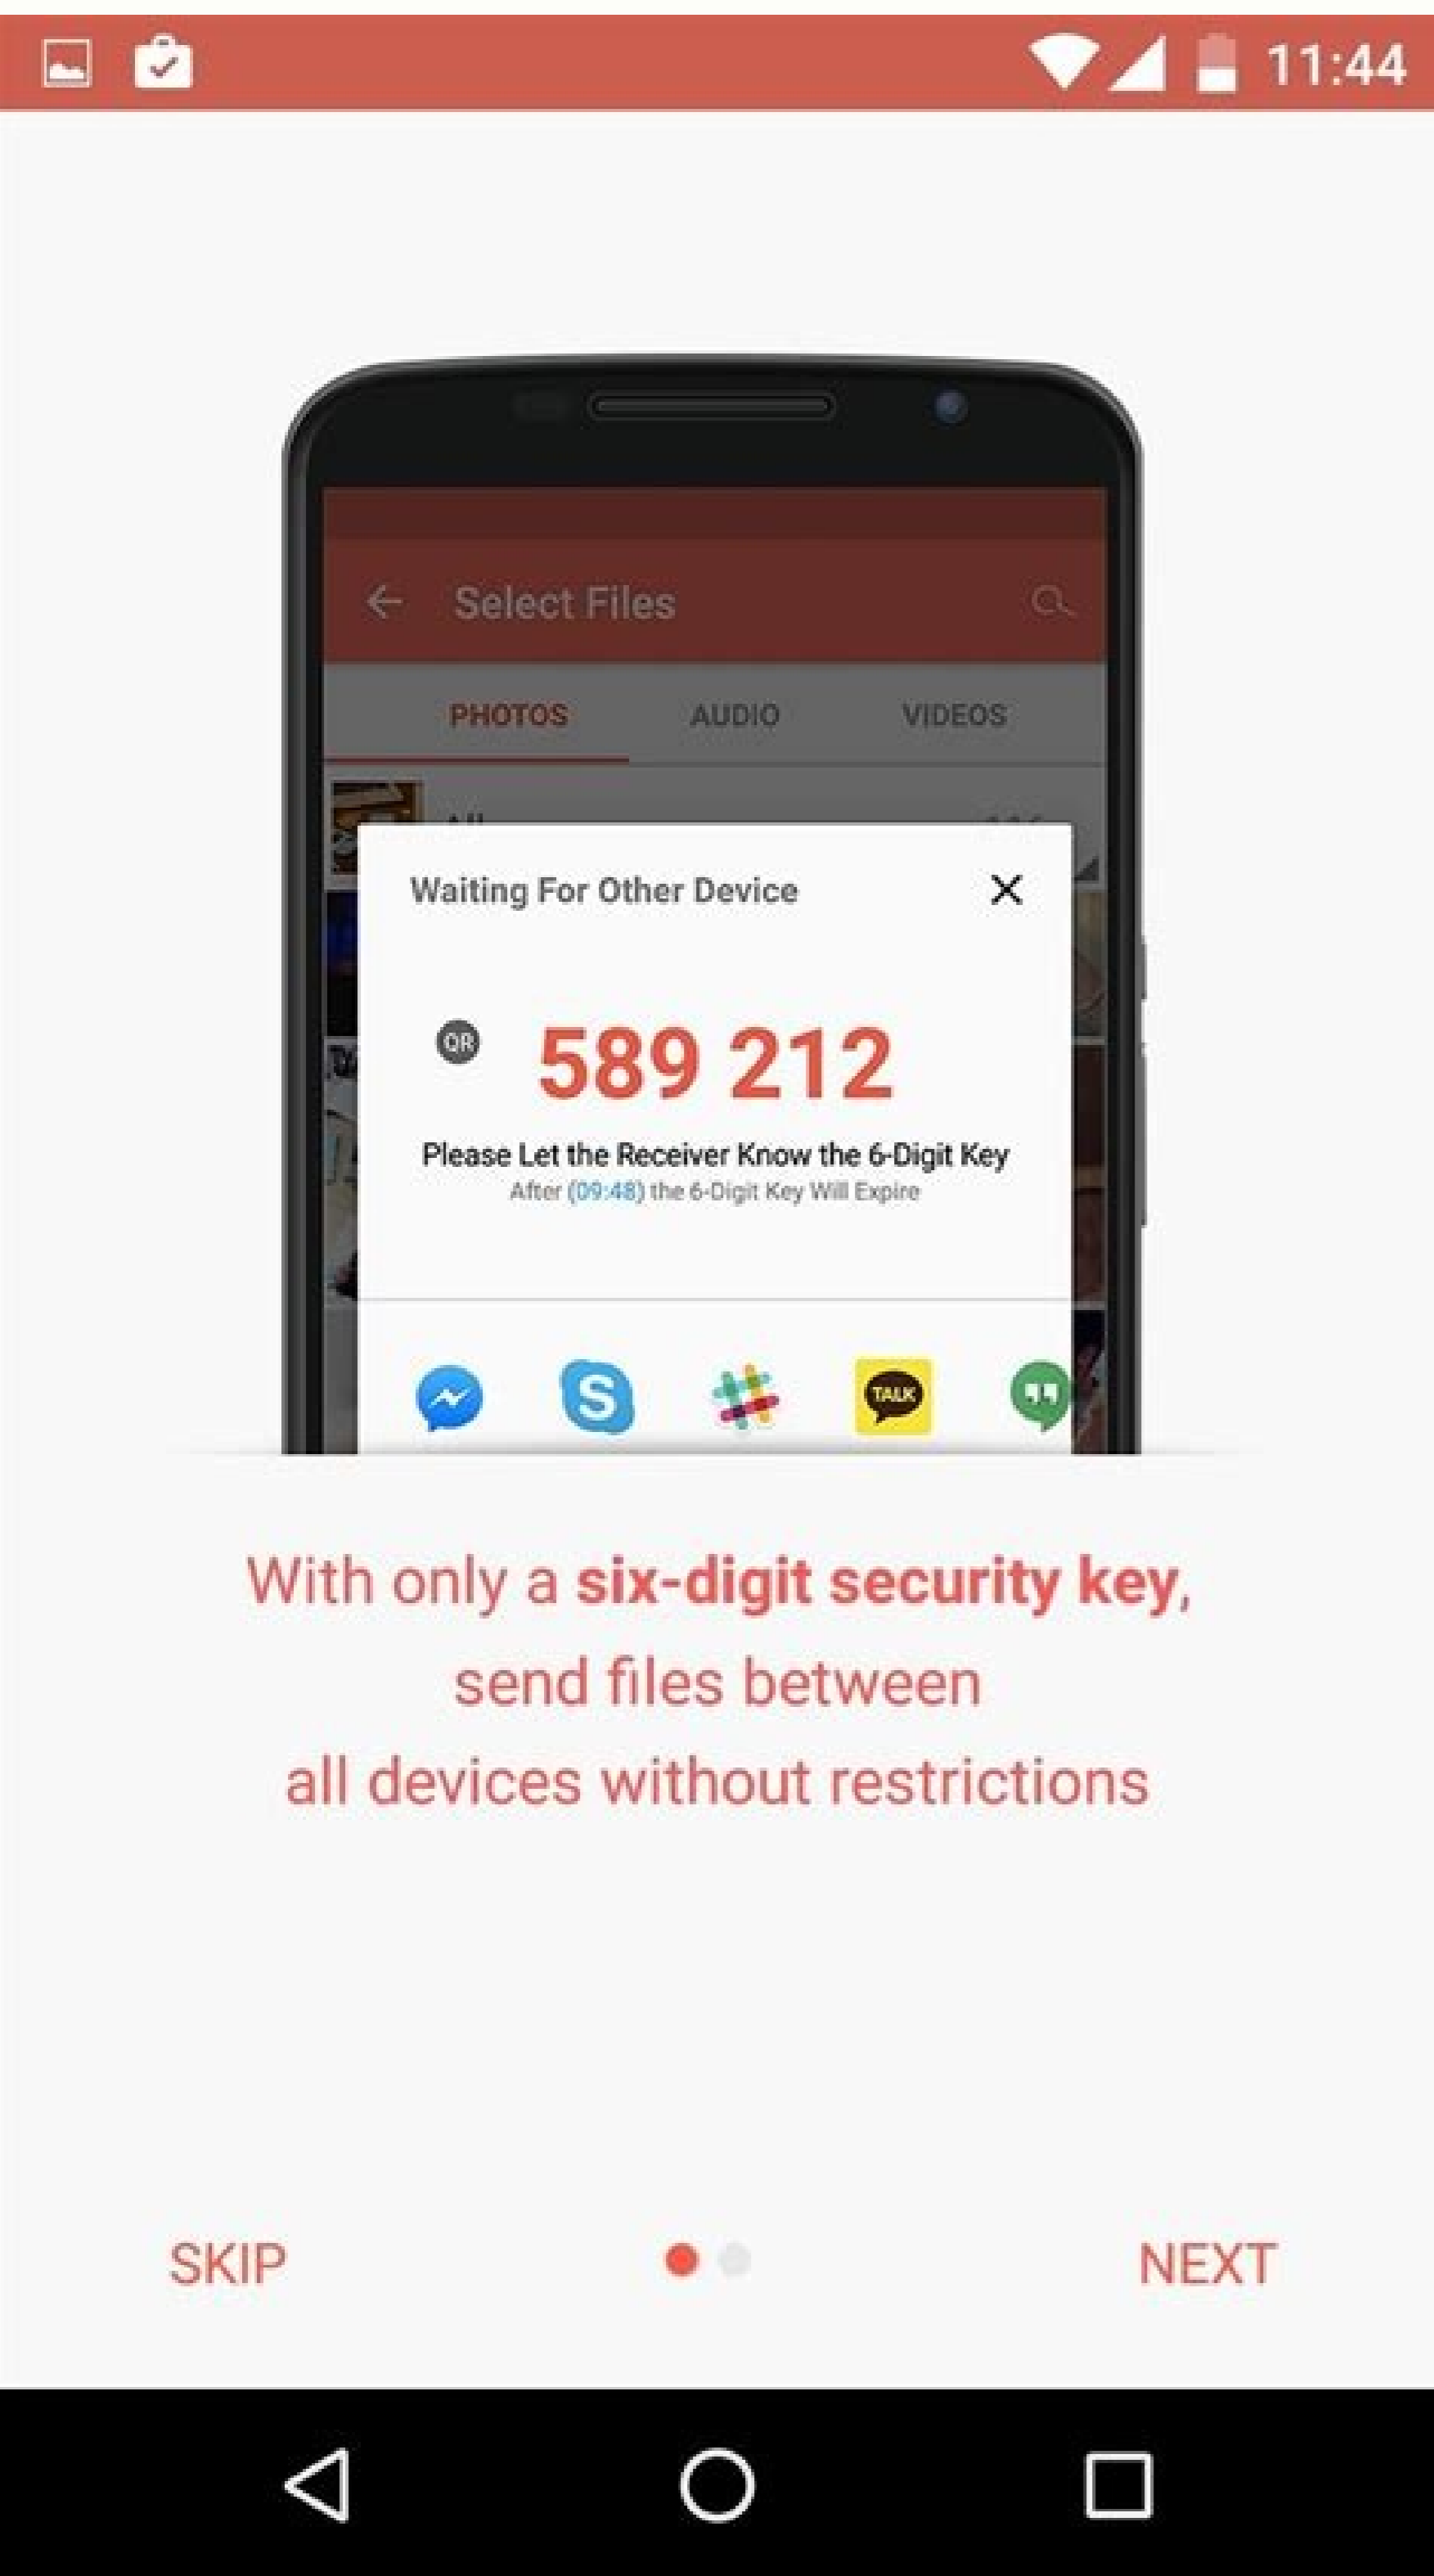 11:44
Select Files
PHOTOS AUDIO VIDEOS
Waiting For Other Device
QR 589 212
Please Let the Receiver Know the 6-Digit Key
After (09:48) the 6-Digit Key Will Expire
S TALK
With only a six-digit security key,
send files between
all devices without restrictions
SKIP NEXT